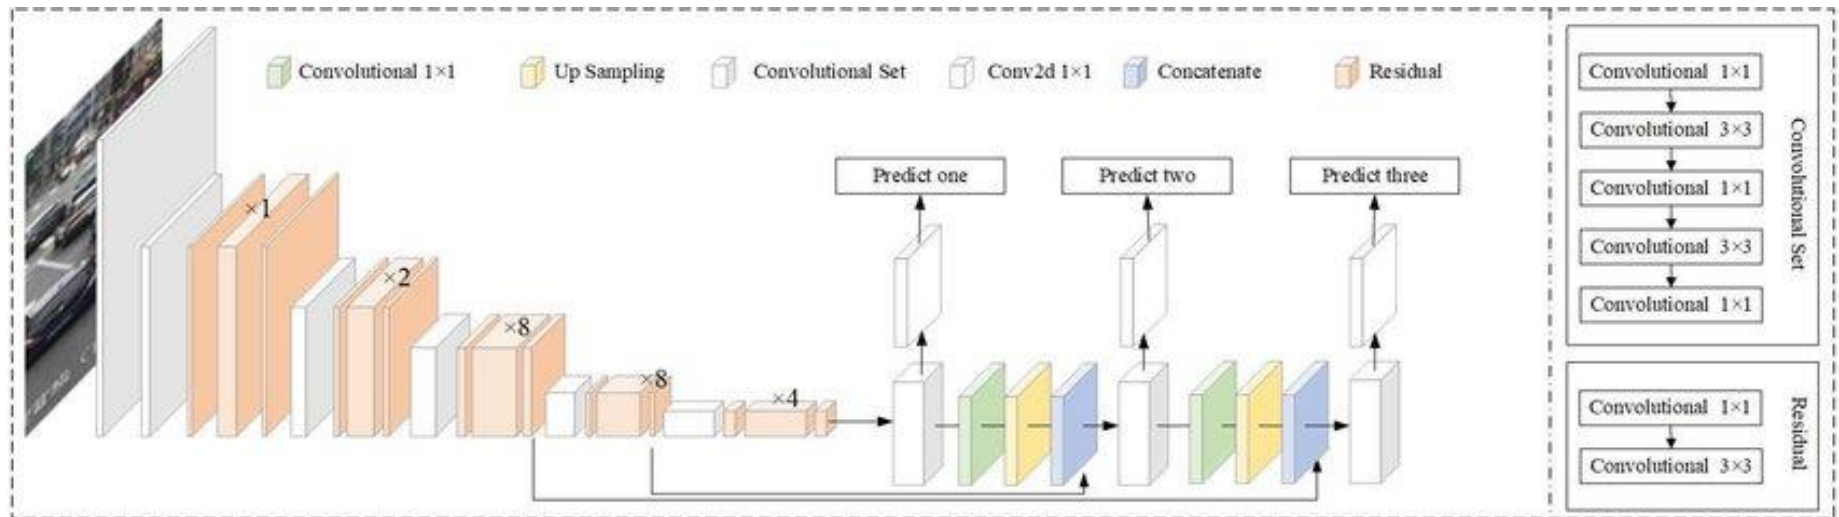 Convolutional 1×1
Up Sampling
Convolutional Set
Conv2d 1×1
Concatenate
Residual
×1
×2
×8
×8
×4
Predict one
Predict two
Predict three
Convolutional 1×1
Convolutional 3×3
Convolutional 1×1
Convolutional 3×3
Convolutional 1×1
Convolutional Set
Convolutional 1×1
Convolutional 3×3
Residual